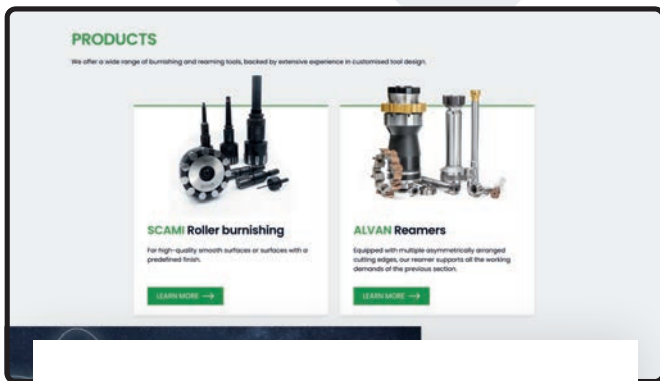 PRODUCTS
We offer a wide range of burnishing and reaming tools, backed by extensive experience in customised tool design.
SCAMI Roller burnishing
For high-quality smooth surfaces or surfaces with a
predefined finish.
LEARN MORE
ALVAN Reamers
Equipped with multiple asymmetrically arranged
cutting edges, our reamer supports all the working
demands of the previous section.
LEARN MORE